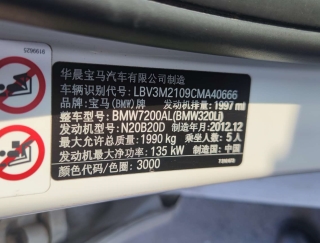 华晨宝马汽车有限公司制造
车辆识别代号: LBV3M2109CMA40666
品牌: 宝马(BMW)牌 发动机排量: 1997 ml
整车型号: BMW7200AL(BMW320Li)
发动机型号: N20B20D 制造年月: 2012.12
最大允许总质量: 1990 kg 乘坐人数: 5人
发动机最大净功率: 135 kW 制造国: 中国
颜色代码/色号: 3000